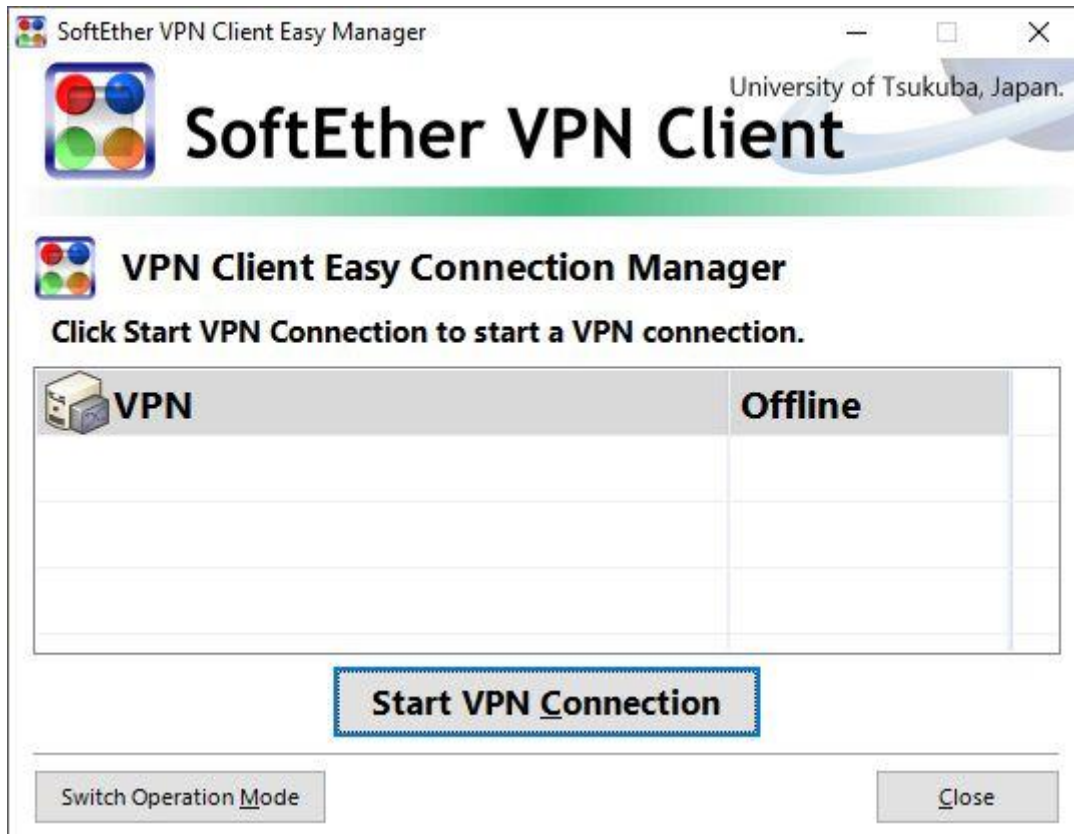 SoftEther VPN Client Easy Manager
University of Tsukuba, Japan.
SoftEther VPN Client
VPN Client Easy Connection Manager
Click Start VPN Connection to start a VPN connection.
VPN Offline
Start VPN Connection
Switch Operation Mode Close